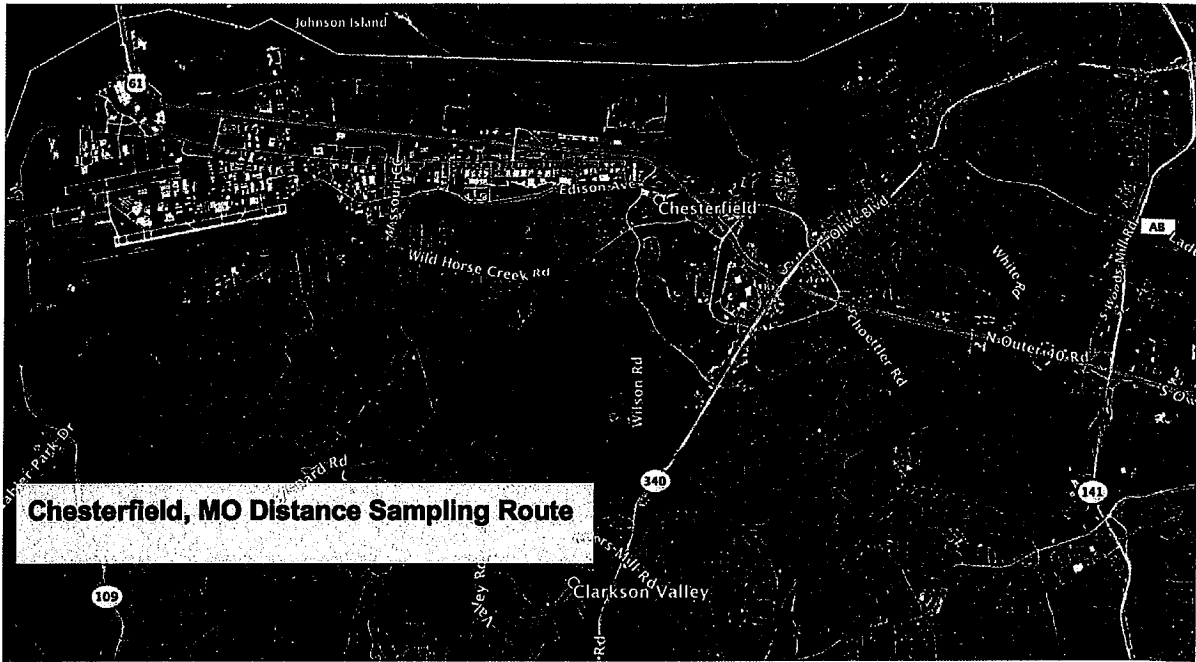 Johnson Island
61
Edison Ave
Missouri
Chesterfield
Olive Blvd
AB
Wild Horse Creek Rd
White Rd
S Woods Mill Rd
N Outer 40 Rd
Wilson Rd
340
141
Chesterfield, MO Distance Sampling Route
109
Valley Rd
Clarkson Valley
Rd